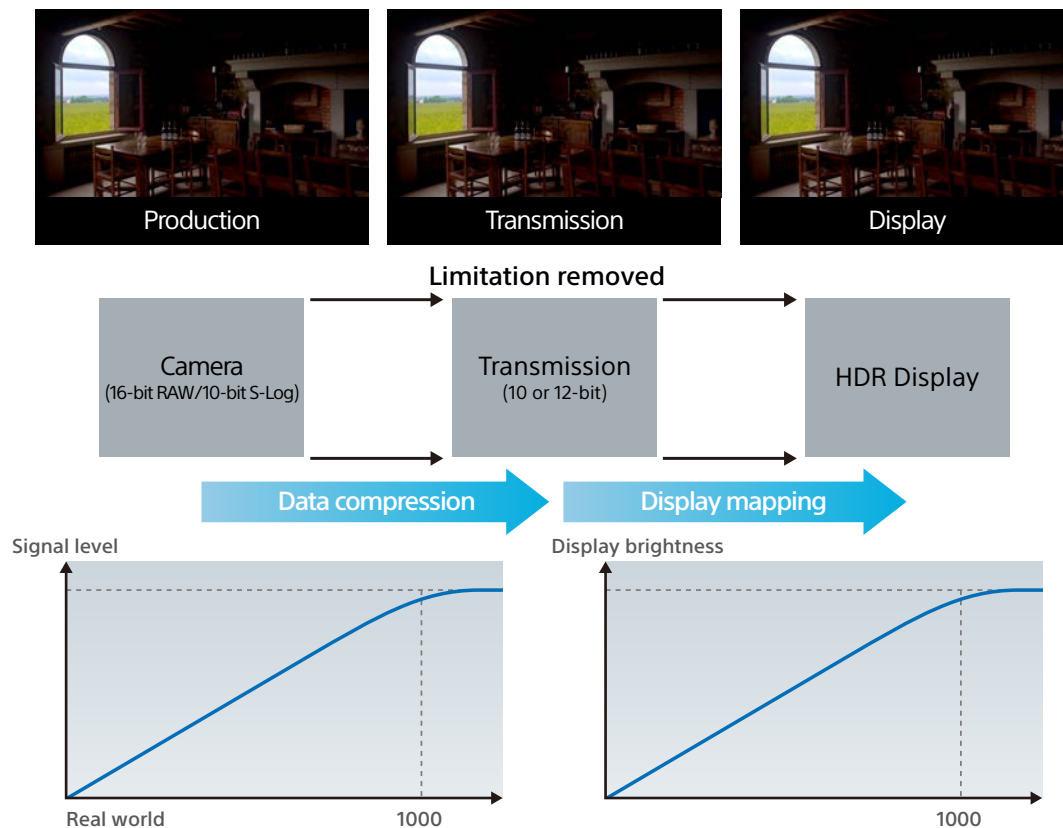 Production
Transmission
Display
Limitation removed
Camera
(16-bit RAW/10-bit S-Log)
Transmission
(10 or 12-bit)
HDR Display
Data compression
Display mapping
Signal level
Display brightness
Real world
1000
1000